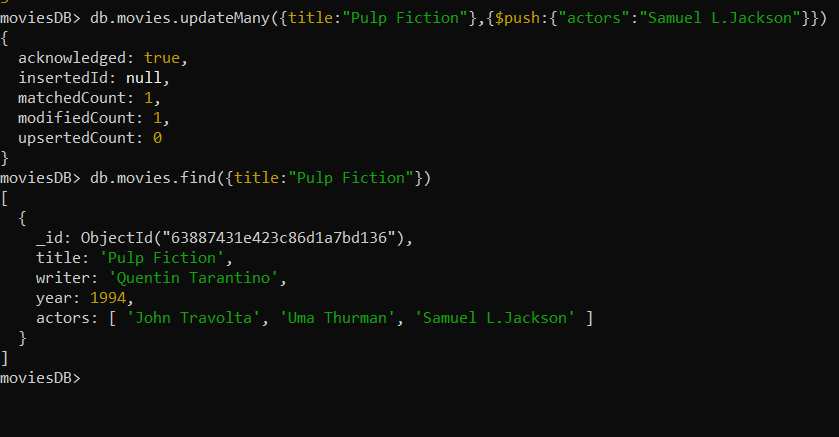 moviesDB> db.movies.updateMany({title:"Pulp Fiction"},{$push:{"actors":"Samuel L.Jackson"}})
{
  acknowledged: true,
  insertedId: null,
  matchedCount: 1,
  modifiedCount: 1,
  upsertedCount: 0
}
moviesDB> db.movies.find({title:"Pulp Fiction"})
[
  {
    _id: ObjectId("63887431e423c86d1a7bd136"),
    title: 'Pulp Fiction',
    writer: 'Quentin Tarantino',
    year: 1994,
    actors: [ 'John Travolta', 'Uma Thurman', 'Samuel L.Jackson' ]
  }
]
moviesDB>